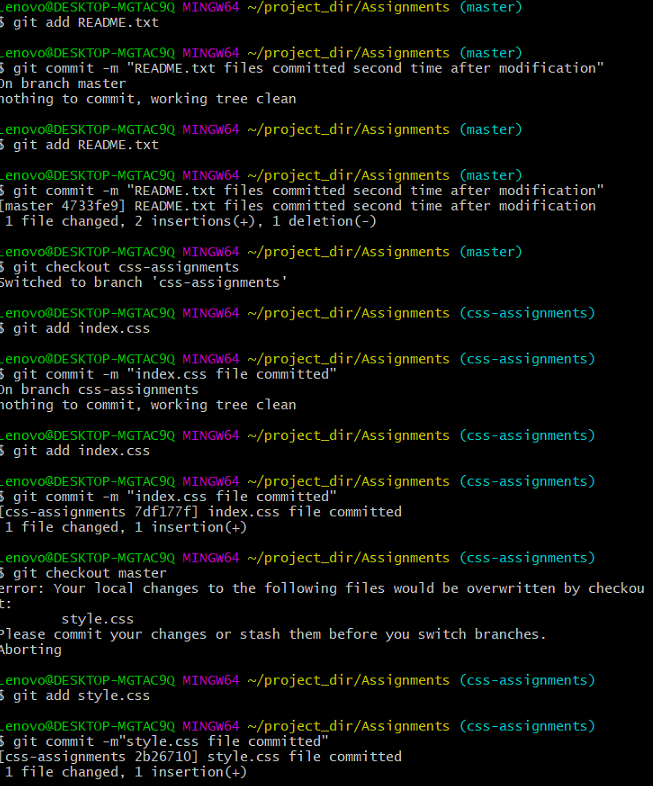 Lenovo@DESKTOP-MGTAC9Q MINGW64 ~/project_dir/Assignments (master)
$ git add README.txt

Lenovo@DESKTOP-MGTAC9Q MINGW64 ~/project_dir/Assignments (master)
$ git commit -m "README.txt files committed second time after modification"
On branch master
nothing to commit, working tree clean

Lenovo@DESKTOP-MGTAC9Q MINGW64 ~/project_dir/Assignments (master)
$ git add README.txt

Lenovo@DESKTOP-MGTAC9Q MINGW64 ~/project_dir/Assignments (master)
$ git commit -m "README.txt files committed second time after modification"
[master 4733fe9] README.txt files committed second time after modification
 1 file changed, 2 insertions(+), 1 deletion(-)

Lenovo@DESKTOP-MGTAC9Q MINGW64 ~/project_dir/Assignments (master)
$ git checkout css-assignments
Switched to branch 'css-assignments'

Lenovo@DESKTOP-MGTAC9Q MINGW64 ~/project_dir/Assignments (css-assignments)
$ git add index.css

Lenovo@DESKTOP-MGTAC9Q MINGW64 ~/project_dir/Assignments (css-assignments)
$ git commit -m "index.css file committed"
On branch css-assignments
nothing to commit, working tree clean

Lenovo@DESKTOP-MGTAC9Q MINGW64 ~/project_dir/Assignments (css-assignments)
$ git add index.css

Lenovo@DESKTOP-MGTAC9Q MINGW64 ~/project_dir/Assignments (css-assignments)
$ git commit -m "index.css file committed"
[css-assignments 7df177f] index.css file committed
 1 file changed, 1 insertion(+)

Lenovo@DESKTOP-MGTAC9Q MINGW64 ~/project_dir/Assignments (css-assignments)
$ git checkout master
error: Your local changes to the following files would be overwritten by checkou
t:
        style.css
Please commit your changes or stash them before you switch branches.
Aborting

Lenovo@DESKTOP-MGTAC9Q MINGW64 ~/project_dir/Assignments (css-assignments)
$ git add style.css

Lenovo@DESKTOP-MGTAC9Q MINGW64 ~/project_dir/Assignments (css-assignments)
$ git commit -m"style.css file committed"
[css-assignments 2b26710] style.css file committed
 1 file changed, 1 insertion(+)